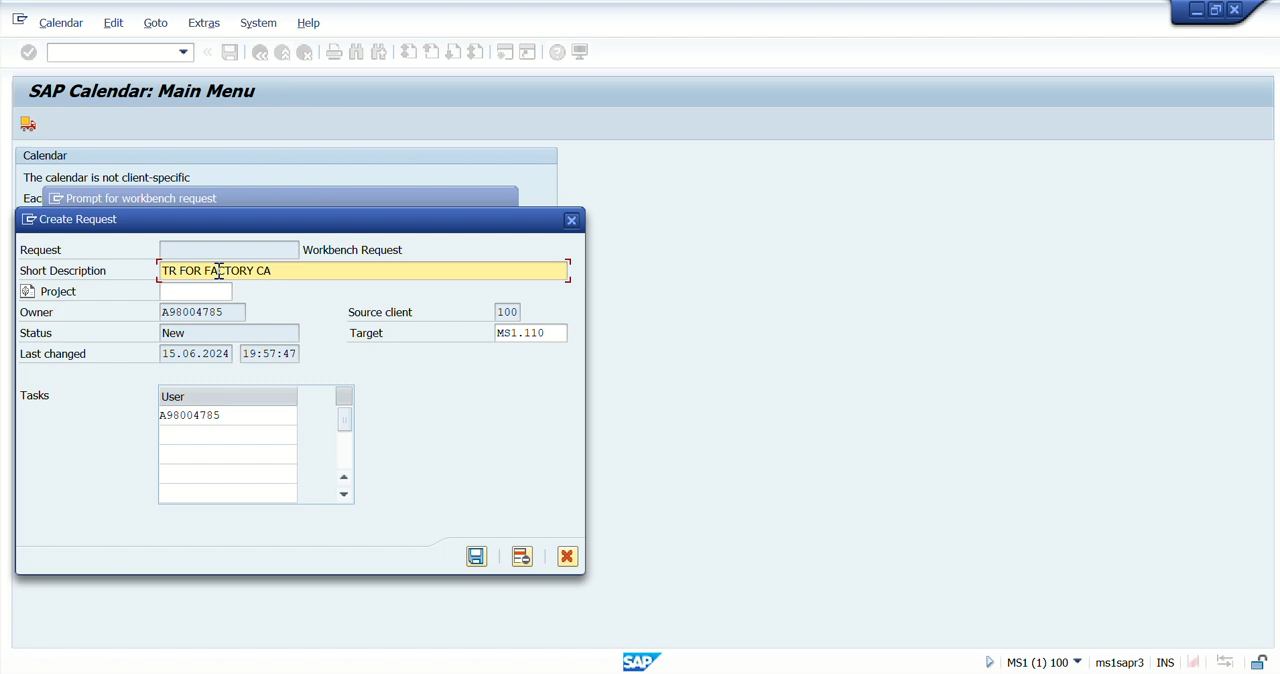 Calendar Edit Goto Extras System Help
SAP Calendar: Main Menu
Calendar
The calendar is not client-specific
Eac
Prompt for workbench request
Create Request
Request Workbench Request
Short Description TR FOR FACTORY CA
Project
Owner A98004785 Source client 100
Status New Target MS1.110
Last changed 15.06.2024 19:57:47
Tasks User
A98004785
SAP MS1 (1) 100 ms1sapr3 INS